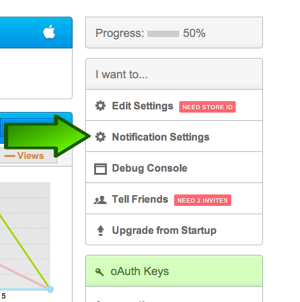 Progress: 50%
I want to...
Edit Settings NEED STORE ID
Notification Settings
Views
Debug Console
Tell Friends NEED 2 INVITES
Upgrade from Startup
5
oAuth Keys